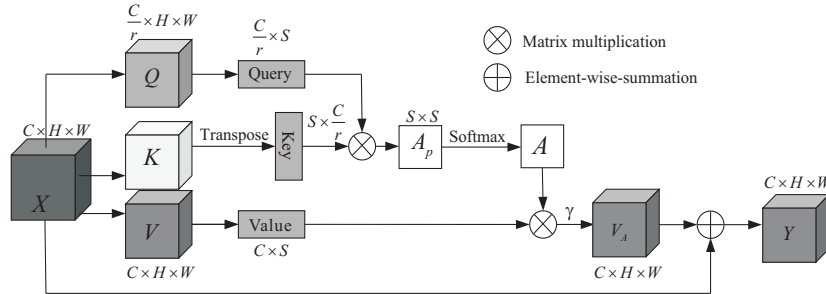 C/r × H × W
C/r × S
Matrix multiplication
Q
Query
Element-wise-summation
C × H × W
S × C/r
S × S
K
Transpose
Key
A_p
Softmax
A
X
C × H × W
V
Value
γ
V_A
Y
C × H × W
C × S
C × H × W